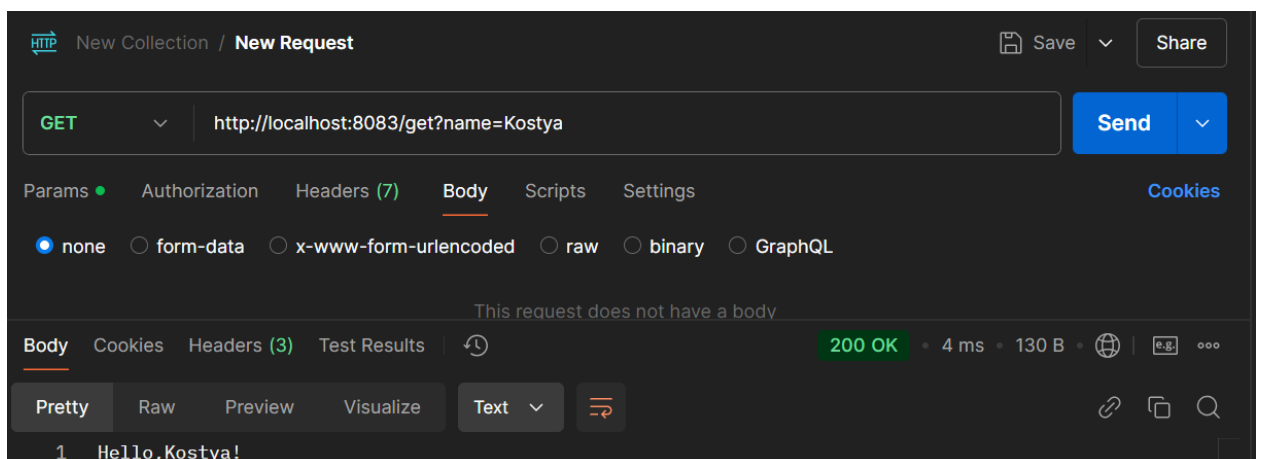 HTTP New Collection / New Request Save Share
GET http://localhost:8083/get?name=Kostya Send
Params Authorization Headers (7) Body Scripts Settings Cookies
none form-data x-www-form-urlencoded raw binary GraphQL
This request does not have a body
Body Cookies Headers (3) Test Results 200 OK • 4 ms • 130 B • e.g.
Pretty Raw Preview Visualize Text
1 Hello,Kostya!